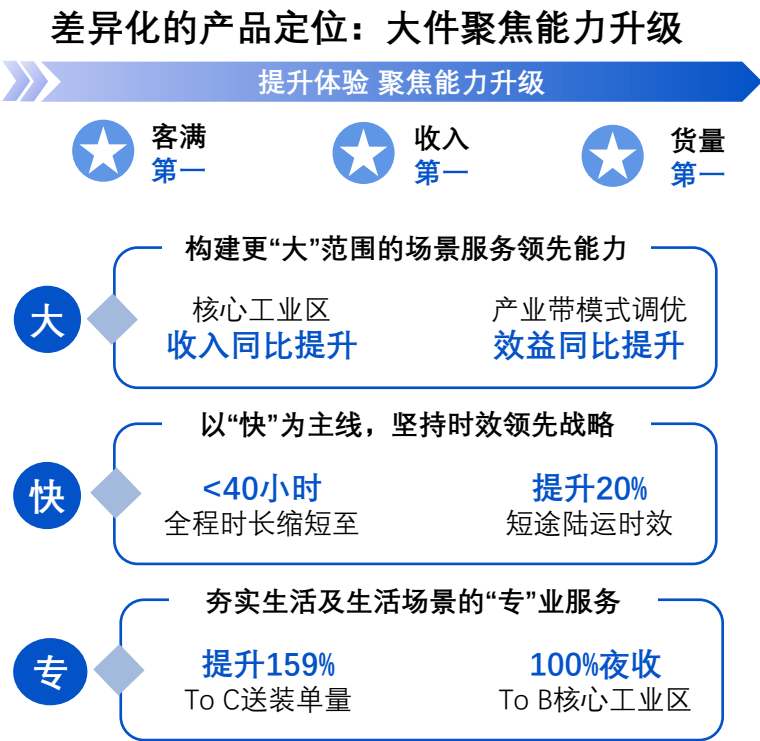 差异化的产品定位：大件聚焦能力升级
提升体验 聚焦能力升级
客满
第一
收入
第一
货量
第一
大
构建更“大”范围的场景服务领先能力
核心工业区
收入同比提升
产业带模式调优
效益同比提升
快
以“快”为主线，坚持时效领先战略
<40小时
全程时长缩短至
提升20%
短途陆运时效
专
夯实生活及生活场景的“专”业服务
提升159%
To C送装单量
100%夜收
To B核心工业区